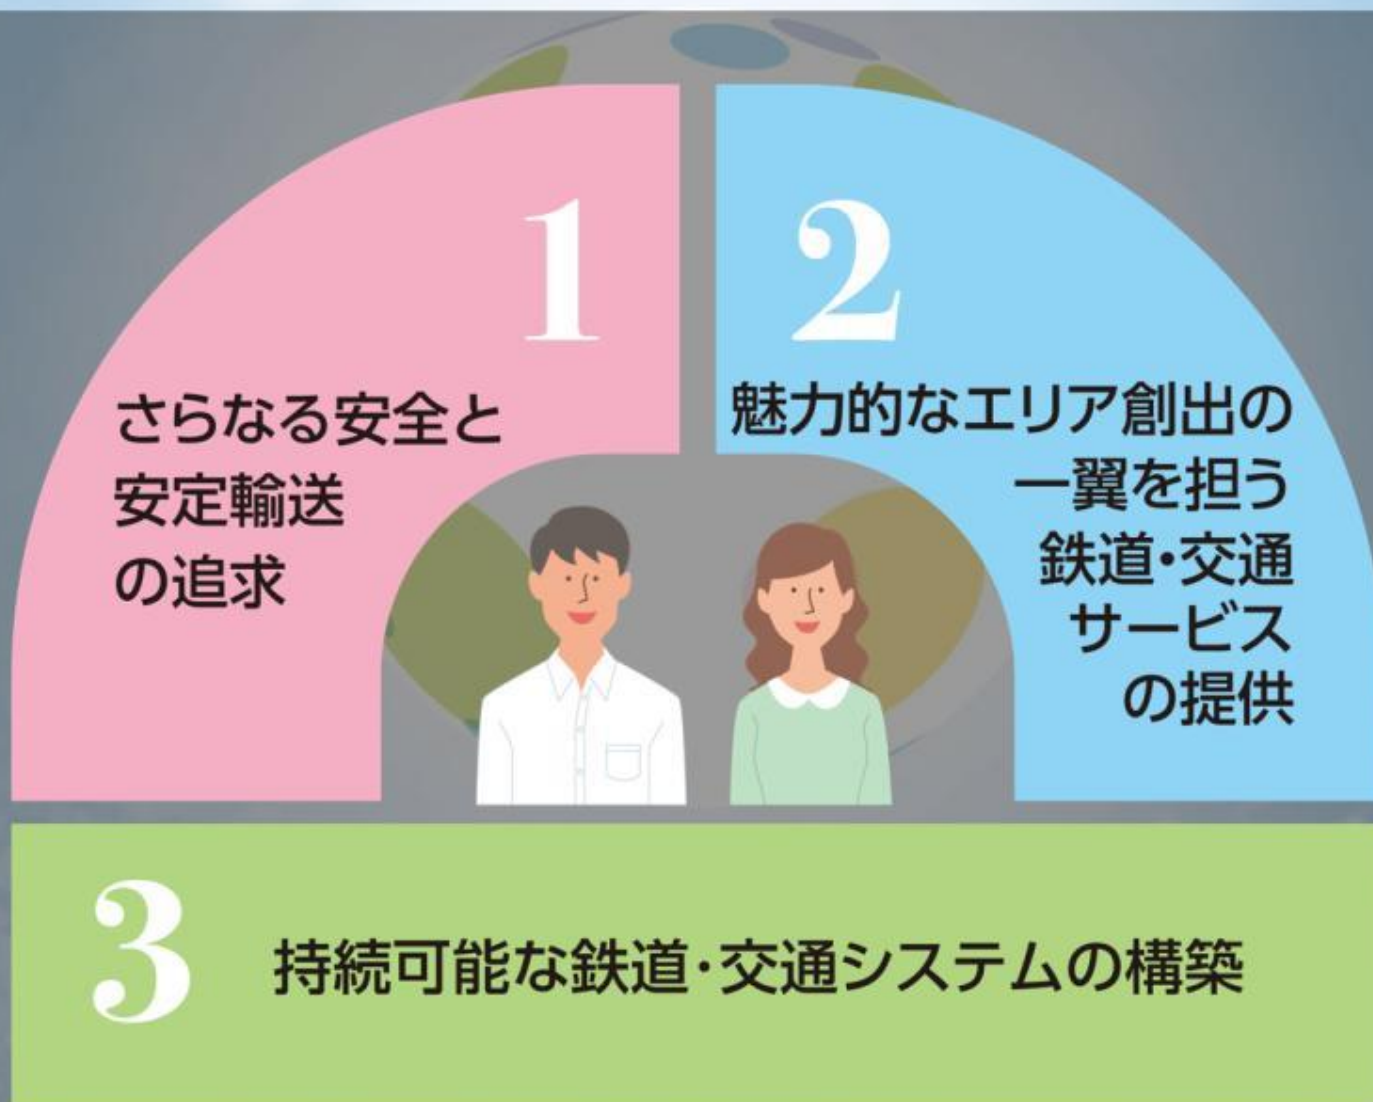 1
さらなる安全と
安定輸送
の追求
2
魅力的なエリア創出の
一翼を担う
鉄道・交通
サービス
の提供
3
持続可能な鉄道・交通システムの構築